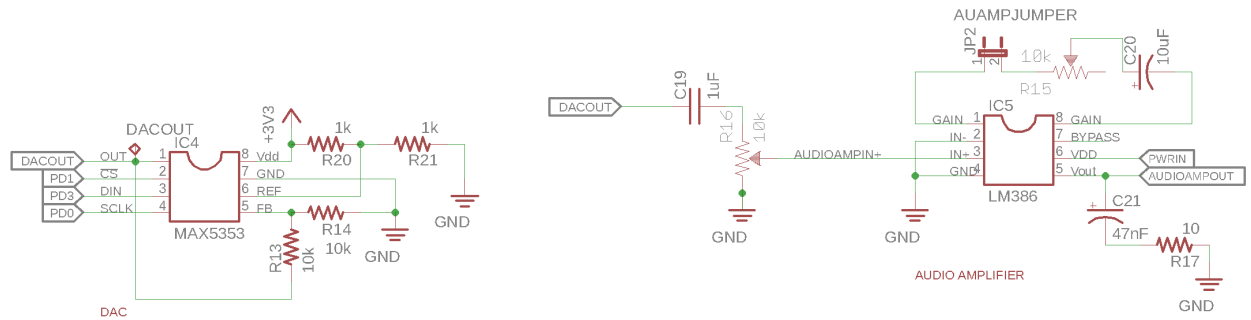 AUAMPJUMPER
JP2
1
2
10k
R15
C20
10uF
+
C19
1uF
DACOUT
R16
10k
AUDIOAMPIN+
IC5
GAIN 1
IN- 2
IN+ 3
GND 4
8 GAIN
7 BYPASS
6 VDD
5 Vout
LM386
PWRIN
AUDIOAMPOUT
+
C21
47nF
10
R17
GND
GND
GND
AUDIO AMPLIFIER
DACOUT
IC4
+3V3
1k
R20
1k
R21
DACOUT
PD1
PD3
PD0
OUT 1
CS 2
DIN 3
SCLK 4
8 Vdd
7 GND
6 REF
5 FB
MAX5353
R14
10k
R13
10k
GND
GND
DAC